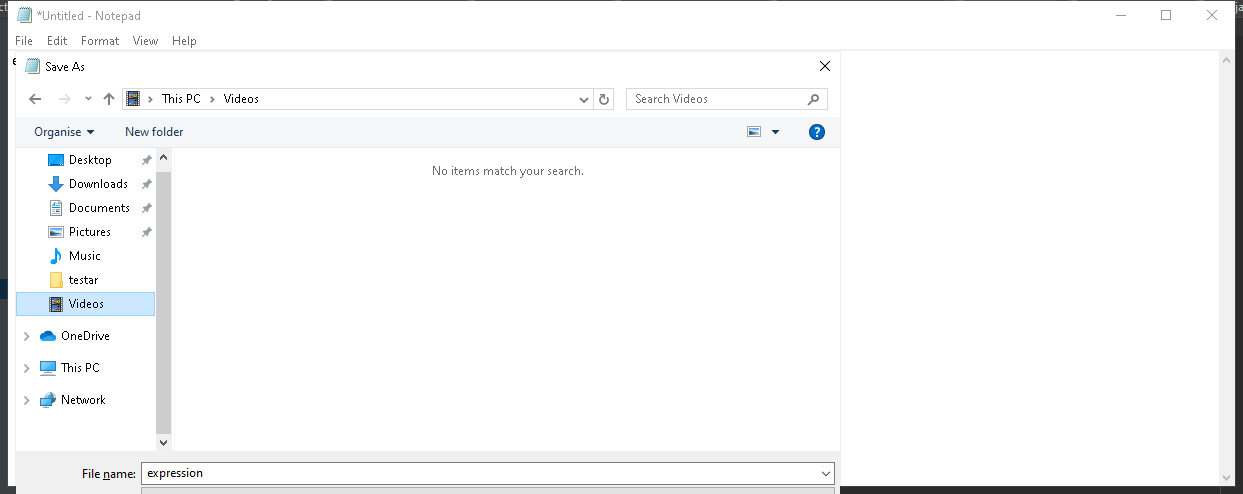 *Untitled - Notepad
File Edit Format View Help
Save As
This PC Videos
Search Videos
Organise New folder
No items match your search.
Desktop
Downloads
Documents
Pictures
Music
testar
Videos
OneDrive
This PC
Network
File name: expression